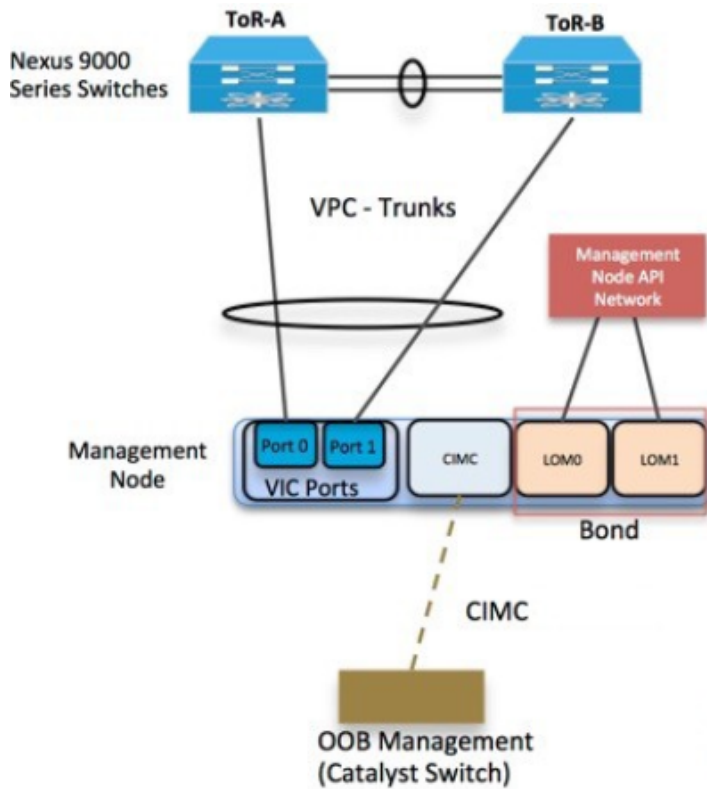 ToR-A
ToR-B
Nexus 9000
Series Switches
VPC - Trunks
Management
Node API
Network
Management
Node
Port 0
Port 1
VIC Ports
CIMC
LOM0
LOM1
Bond
CIMC
OOB Management
(Catalyst Switch)